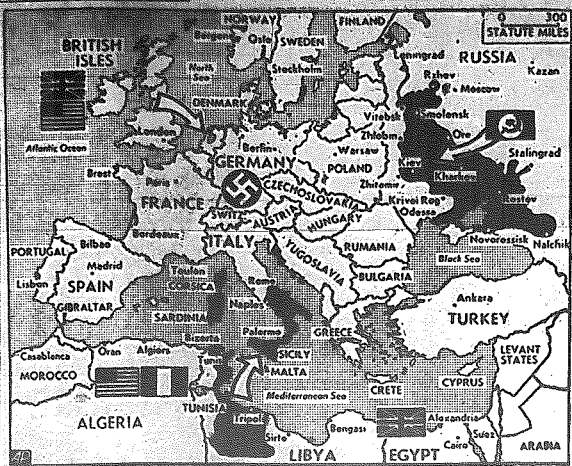 NORWAY
FINLAND
0 300
STATUTE MILES
BRITISH
ISLES
Bergen
Oslo
SWEDEN
Leningrad
RUSSIA
North
Sea
Stockholm
Rzhev
Kazan
Moscow
DENMARK
Vitebsk
Smolensk
London
Zhlobin
Orel
Atlantic Ocean
Berlin
Warsaw
Stalingrad
GERMANY
POLAND
Kiev
Kharkov
Brest
Paris
CZECHOSLOVAKIA
Zhitomir
Rostov
FRANCE
SWITZ.
AUSTRIA
HUNGARY
Krivoi Rog
Odessa
Bordeaux
ITALY
RUMANIA
Novorossisk
Nalchik
PORTUGAL
Bilbao
Toulon
YUGOSLAVIA
Black Sea
Madrid
CORSICA
Rome
BULGARIA
Lisbon
SPAIN
Naples
Ankara
GIBRALTAR
SARDINIA
Palermo
GREECE
TURKEY
Bizerte
Casablanca
Oran
Algiers
Tunis
SICILY
LEVANT
STATES
MOROCCO
MALTA
CRETE
CYPRUS
Mediterranean Sea
TUNISIA
Tripoli
ALGERIA
Bengasi
Alexandria
Sirte
Suez
LIBYA
EGYPT
Cairo
ARABIA